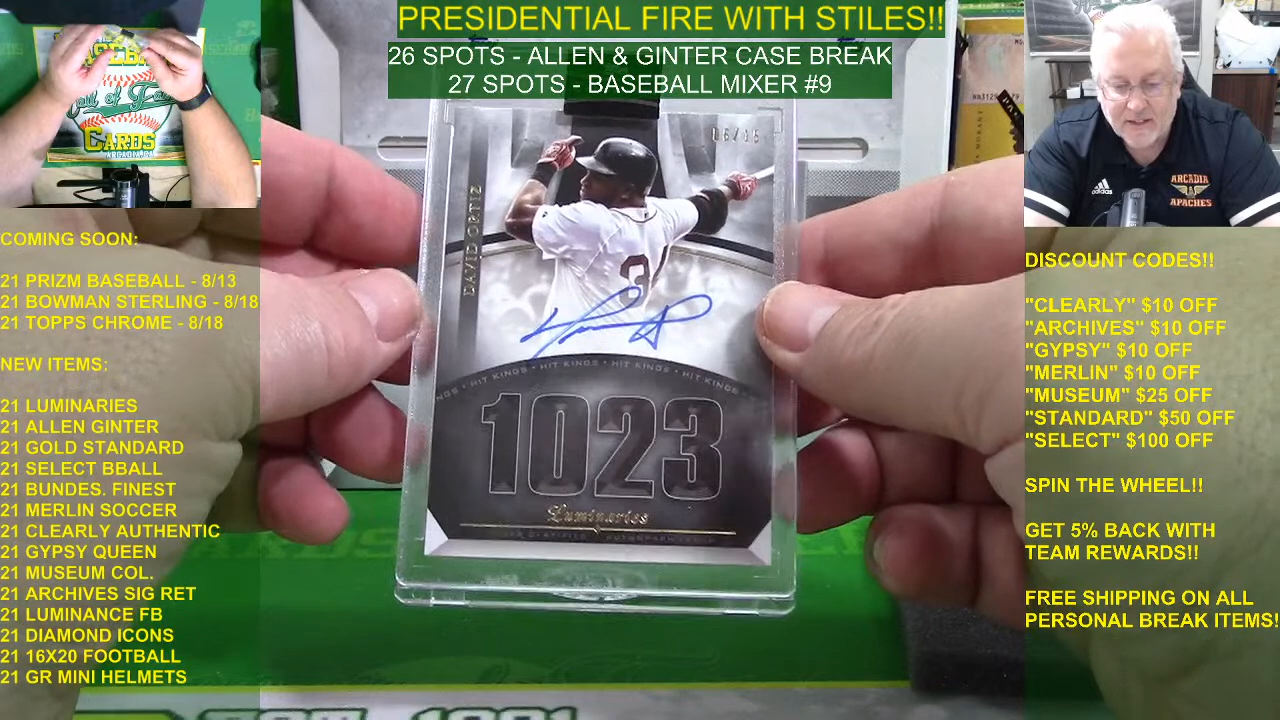 PRESIDENTIAL FIRE WITH STILES!!
26 SPOTS - ALLEN & GINTER CASE BREAK
27 SPOTS - BASEBALL MIXER #9
CARDS
COMING SOON:
21 PRIZM BASEBALL - 8/13
21 BOWMAN STERLING - 8/18
21 TOPPS CHROME - 8/18
NEW ITEMS:
21 LUMINARIES
21 ALLEN GINTER
21 GOLD STANDARD
21 SELECT BBALL
21 BUNDES. FINEST
21 MERLIN SOCCER
21 CLEARLY AUTHENTIC
21 GYPSY QUEEN
21 MUSEUM COL.
21 ARCHIVES SIG RET
21 LUMINANCE FB
21 DIAMOND ICONS
21 16X20 FOOTBALL
21 GR MINI HELMETS
DAVID ORTIZ
HIT KINGS • HIT KINGS • HIT KINGS
1023
Luminaries
adidas
ARCADIA
APACHES
DISCOUNT CODES!!
"CLEARLY" $10 OFF
"ARCHIVES" $10 OFF
"GYPSY" $10 OFF
"MERLIN" $10 OFF
"MUSEUM" $25 OFF
"STANDARD" $50 OFF
"SELECT" $100 OFF
SPIN THE WHEEL!!
GET 5% BACK WITH
TEAM REWARDS!!
FREE SHIPPING ON ALL
PERSONAL BREAK ITEMS!